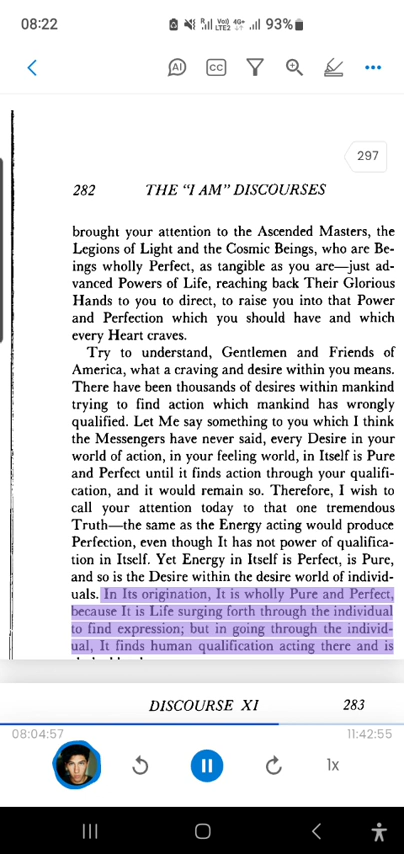 08:22
93%
AI
CC
297
282 THE "I AM" DISCOURSES
brought your attention to the Ascended Masters, the
Legions of Light and the Cosmic Beings, who are Be-
ings wholly Perfect, as tangible as you are—just ad-
vanced Powers of Life, reaching back Their Glorious
Hands to you to direct, to raise you into that Power
and Perfection which you should have and which
every Heart craves.
Try to understand, Gentlemen and Friends of
America, what a craving and desire within you means.
There have been thousands of desires within mankind
trying to find action which mankind has wrongly
qualified. Let Me say something to you which I think
the Messengers have never said, every Desire in your
world of action, in your feeling world, in Itself is Pure
and Perfect until it finds action through your qualifi-
cation, and it would remain so. Therefore, I wish to
call your attention today to that one tremendous
Truth—the same as the Energy acting would produce
Perfection, even though It has not power of qualifica-
tion in Itself. Yet Energy in Itself is Perfect, is Pure,
and so is the Desire within the desire world of individ-
uals. In Its origination, It is wholly Pure and Perfect,
because It is Life surging forth through the individual
to find expression; but in going through the individ-
ual, It finds human qualification acting there and is
DISCOURSE XI 283
08:04:57 11:42:55
1x